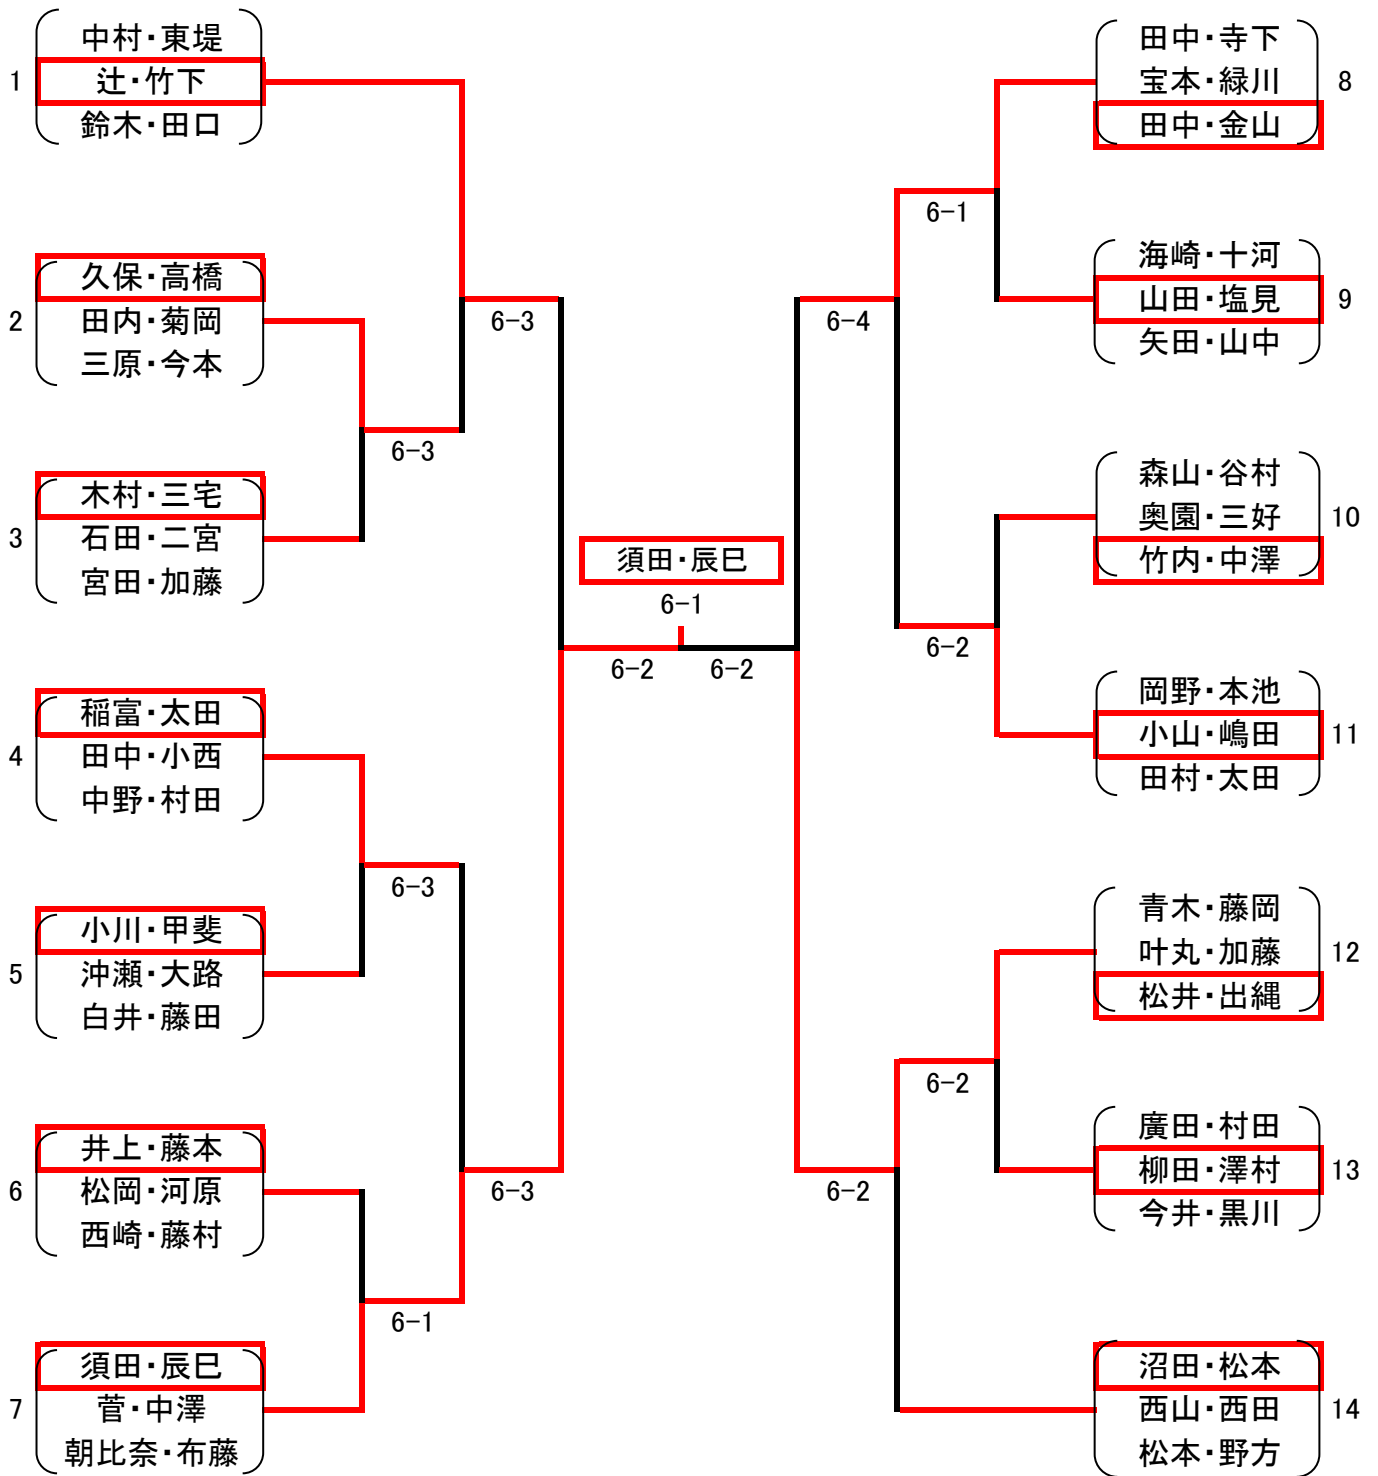 1
中村・東堤
辻・竹下
鈴木・田口
2
久保・高橋
田内・菊岡
三原・今本
3
木村・三宅
石田・二宮
宮田・加藤
4
稲富・太田
田中・小西
中野・村田
5
小川・甲斐
沖瀬・大路
白井・藤田
6
井上・藤本
松岡・河原
西崎・藤村
7
須田・辰巳
菅・中澤
朝比奈・布藤
6-3
6-3
6-3
6-3
6-1
須田・辰巳
6-1
6-2
6-2
6-1
6-4
6-2
6-2
6-2
田中・寺下
宝本・緑川
田中・金山
8
海崎・十河
山田・塩見
矢田・山中
9
森山・谷村
奥園・三好
竹内・中澤
10
岡野・本池
小山・嶋田
田村・太田
11
青木・藤岡
叶丸・加藤
松井・出縄
12
廣田・村田
柳田・澤村
今井・黒川
13
沼田・松本
西山・西田
松本・野方
14